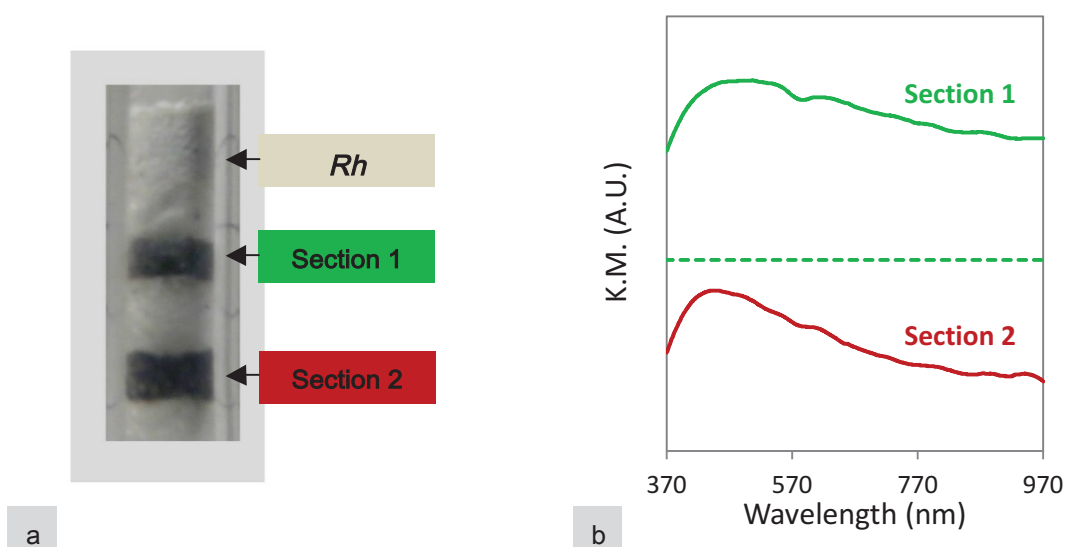 Rh
Section 1
Section 2
a
K.M. (A.U.)
Section 1
Section 2
370 570 770 970
Wavelength (nm)
b